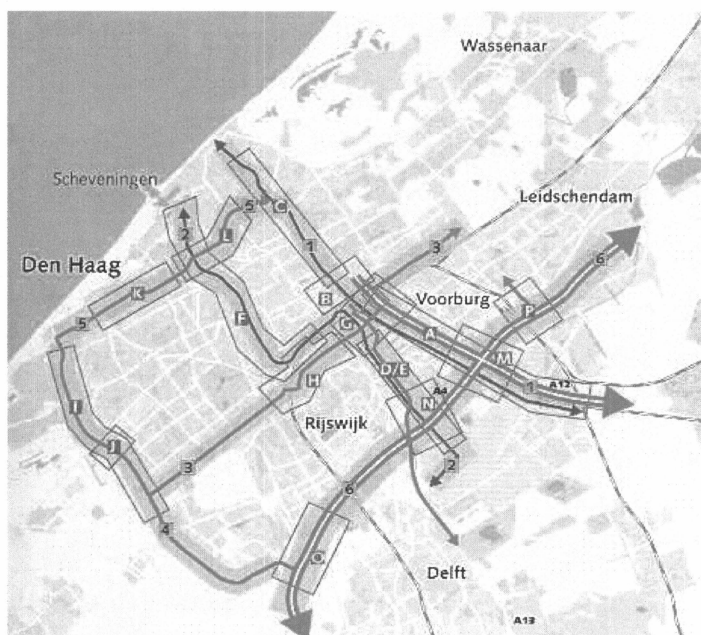 Wassenaar
Scheveningen
Leidschendam
5
C
2
L
1
3
Den Haag
6
K
B
Voorburg
P
5
F
G
A
M
D/E
H
A4
1
A12
I
N
Rijswijk
J
3
2
6
4
Delft
A13